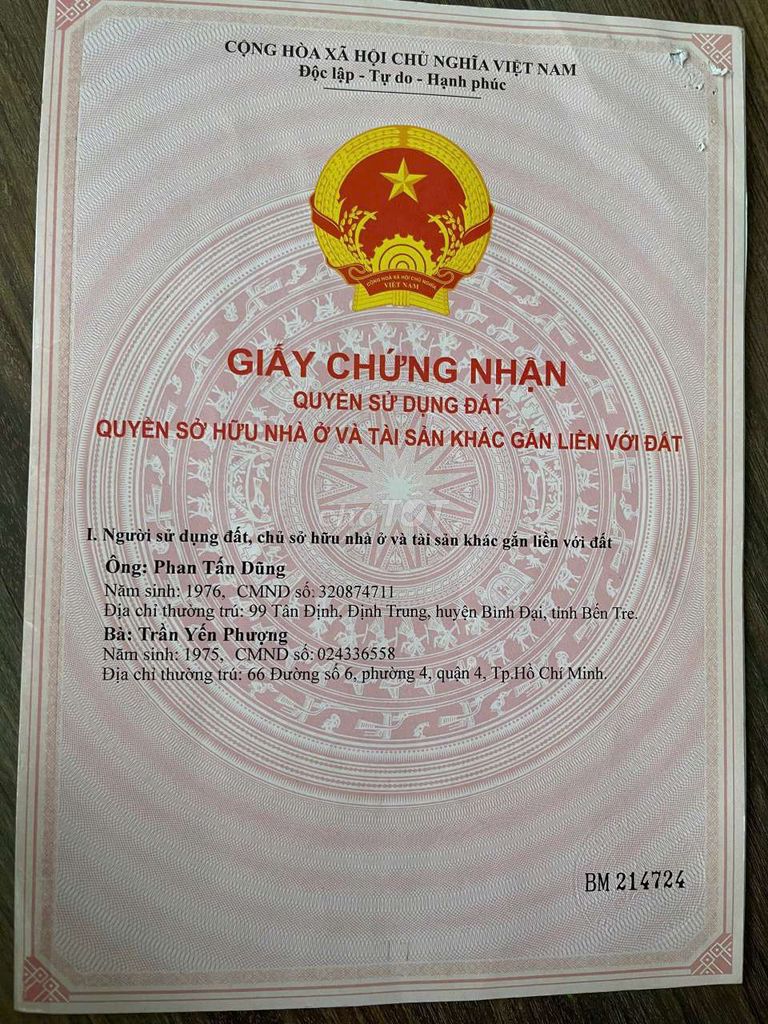 CỘNG HÒA XÃ HỘI CHỦ NGHĨA VIỆT NAM
Độc lập - Tự do - Hạnh phúc
CỘNG HOÀ XÃ HỘI CHỦ NGHĨA
VIỆT NAM
GIẤY CHỨNG NHẬN
QUYỀN SỬ DỤNG ĐẤT
QUYỀN SỞ HỮU NHÀ Ở VÀ TÀI SẢN KHÁC GẮN LIỀN VỚI ĐẤT
I. Người sử dụng đất, chủ sở hữu nhà ở và tài sản khác gắn liền với đất
Ông: Phan Tấn Dũng
Năm sinh: 1976, CMND số: 320874711
Địa chỉ thường trú: 99 Tân Định, Định Trung, huyện Bình Đại, tỉnh Bến Tre.
Bà: Trần Yến Phượng
Năm sinh: 1975, CMND số: 024336558
Địa chỉ thường trú: 66 Đường số 6, phường 4, quận 4, Tp.Hồ Chí Minh.
BM 214724